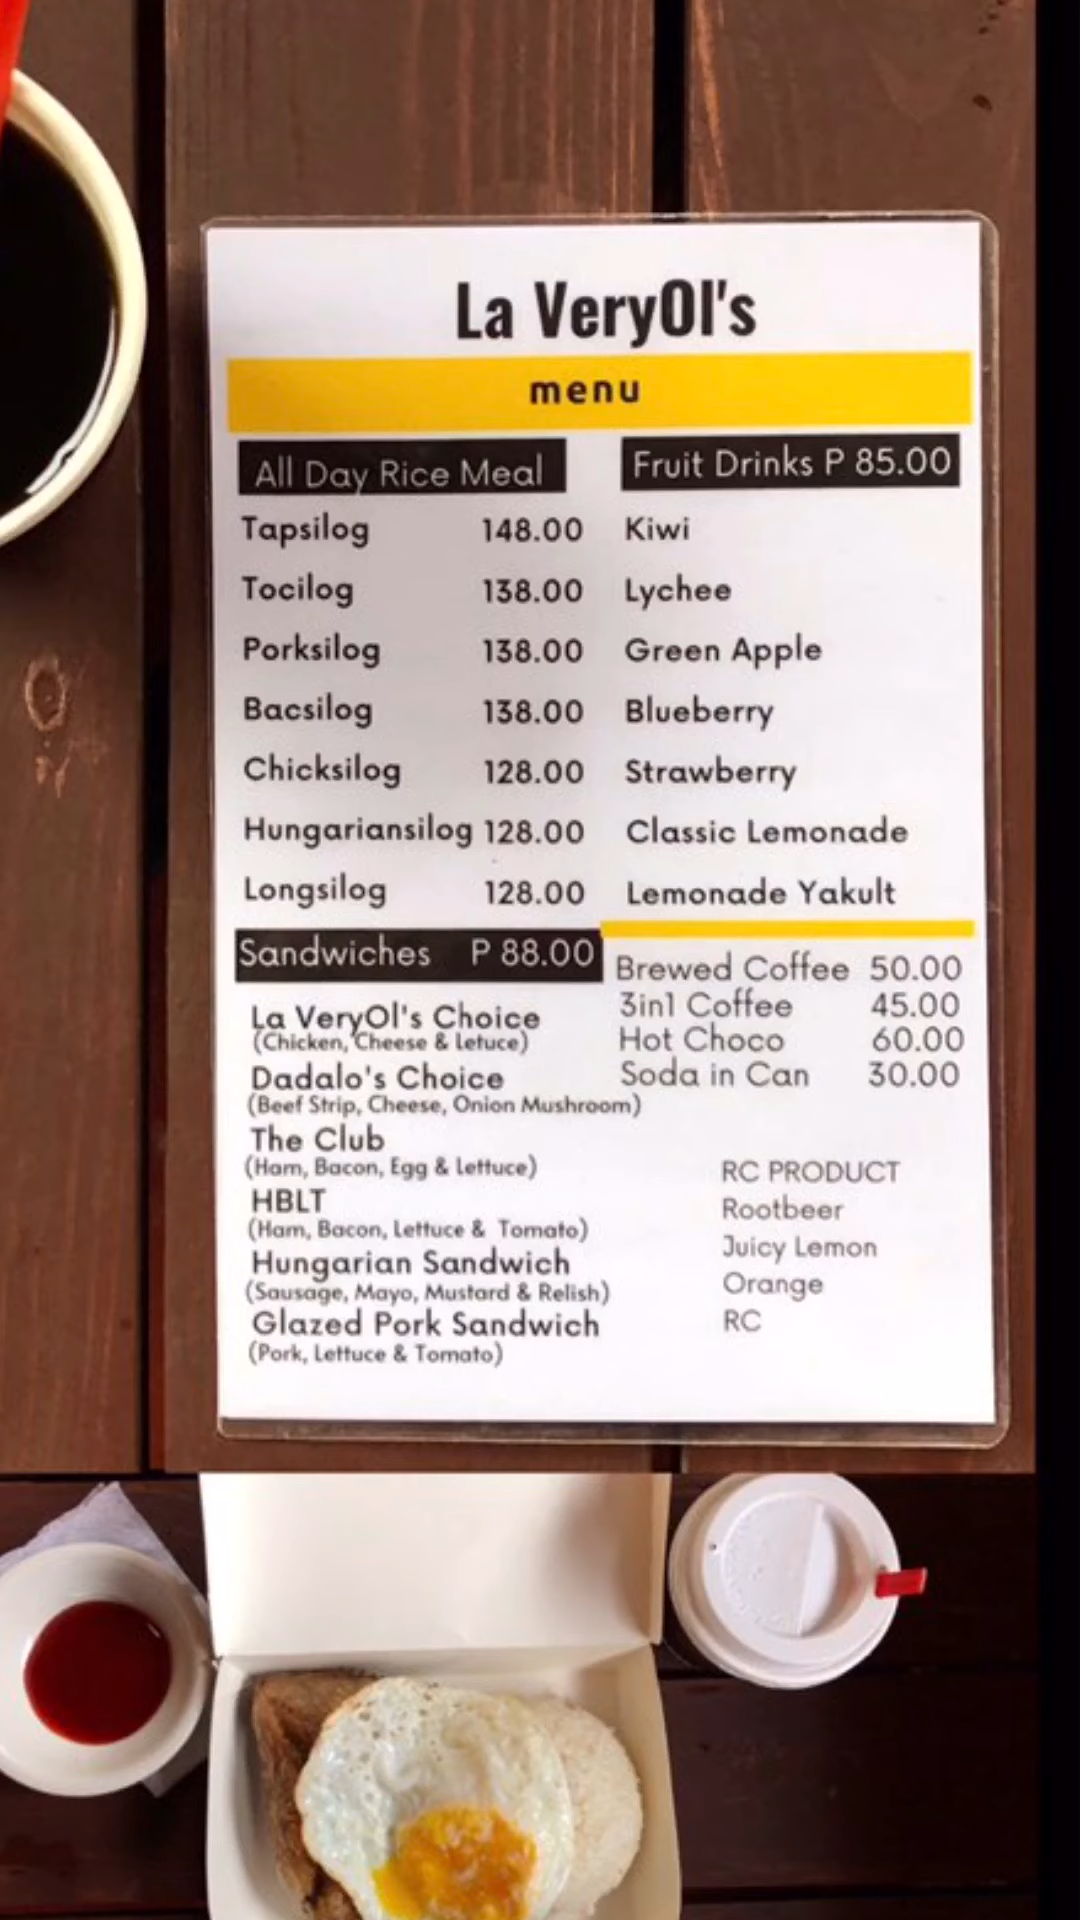 La VeryOl's
menu
All Day Rice Meal
Tapsilog 148.00
Tocilog 138.00
Porksilog 138.00
Bacsilog 138.00
Chicksilog 128.00
Hungariansilog 128.00
Longsilog 128.00
Sandwiches P 88.00
La VeryOl's Choice
(Chicken, Cheese & Letuce)
Dadalo's Choice
(Beef Strip, Cheese, Onion Mushroom)
The Club
(Ham, Bacon, Egg & Lettuce)
HBLT
(Ham, Bacon, Lettuce & Tomato)
Hungarian Sandwich
(Sausage, Mayo, Mustard & Relish)
Glazed Pork Sandwich
(Pork, Lettuce & Tomato)
Fruit Drinks P 85.00
Kiwi
Lychee
Green Apple
Blueberry
Strawberry
Classic Lemonade
Lemonade Yakult
Brewed Coffee 50.00
3in1 Coffee 45.00
Hot Choco 60.00
Soda in Can 30.00
RC PRODUCT
Rootbeer
Juicy Lemon
Orange
RC